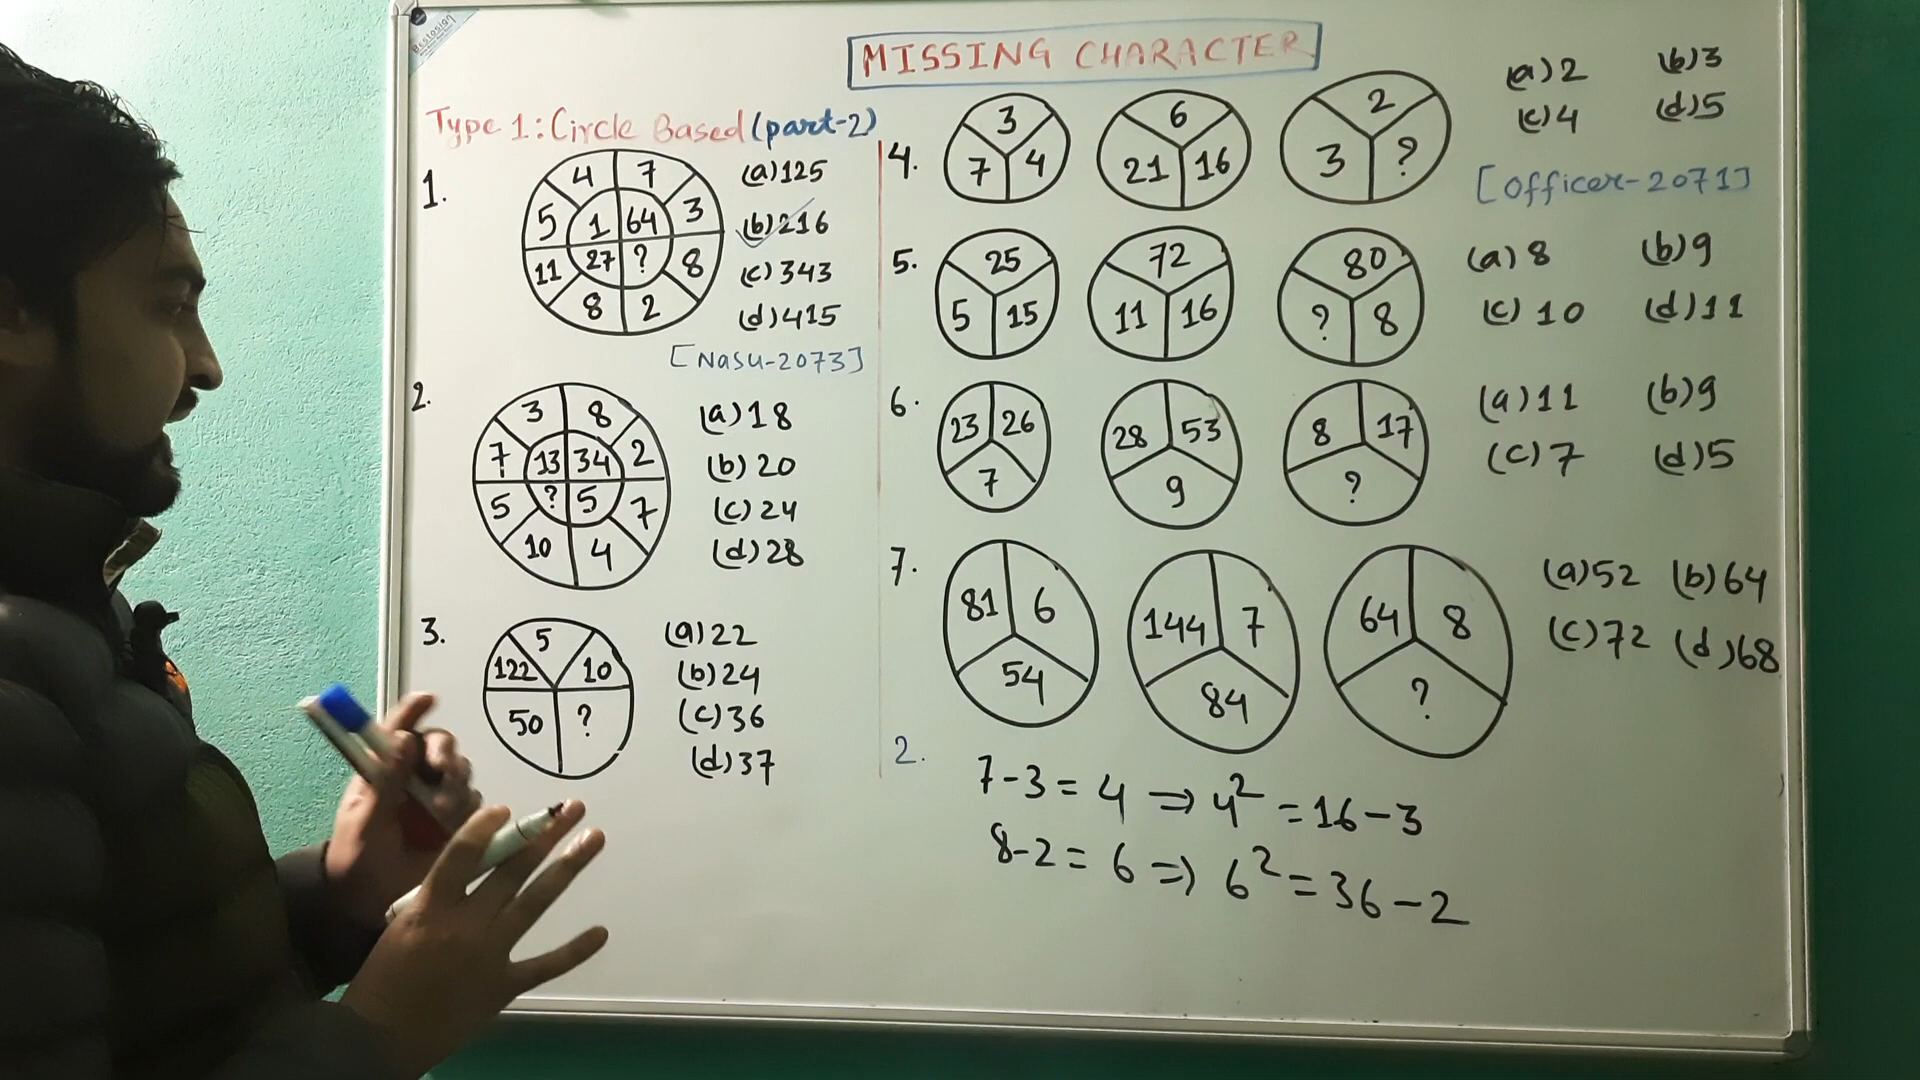 Bestosign
MISSING CHARACTER
Type 1: Circle Based (part-2)
1.
4 7
5 1 64 3
11 27 ? 8
8 2
(a) 125
(b) 216
(c) 343
(d) 415
[Nasu-2073]
2.
3 8
7 13 34 2
5 ? 5 7
10 4
(a) 18
(b) 20
(c) 24
(d) 28
3.
5
122 10
50 ?
(a) 22
(b) 24
(c) 36
(d) 37
4.
3 6 2
7 4 21 16 3 ?
(a) 2 (b) 3
(c) 4 (d) 5
[Officer-2071]
5.
25 72 80
5 15 11 16 ? 8
(a) 8 (b) 9
(c) 10 (d) 11
6.
23 26 28 53 8 17
7 9 ?
(a) 11 (b) 9
(c) 7 (d) 5
7.
81 6 144 7 64 8
54 84 ?
(a) 52 (b) 64
(c) 72 (d) 68
2.
7-3 = 4 ⇒ 4² = 16-3
8-2 = 6 ⇒ 6² = 36-2